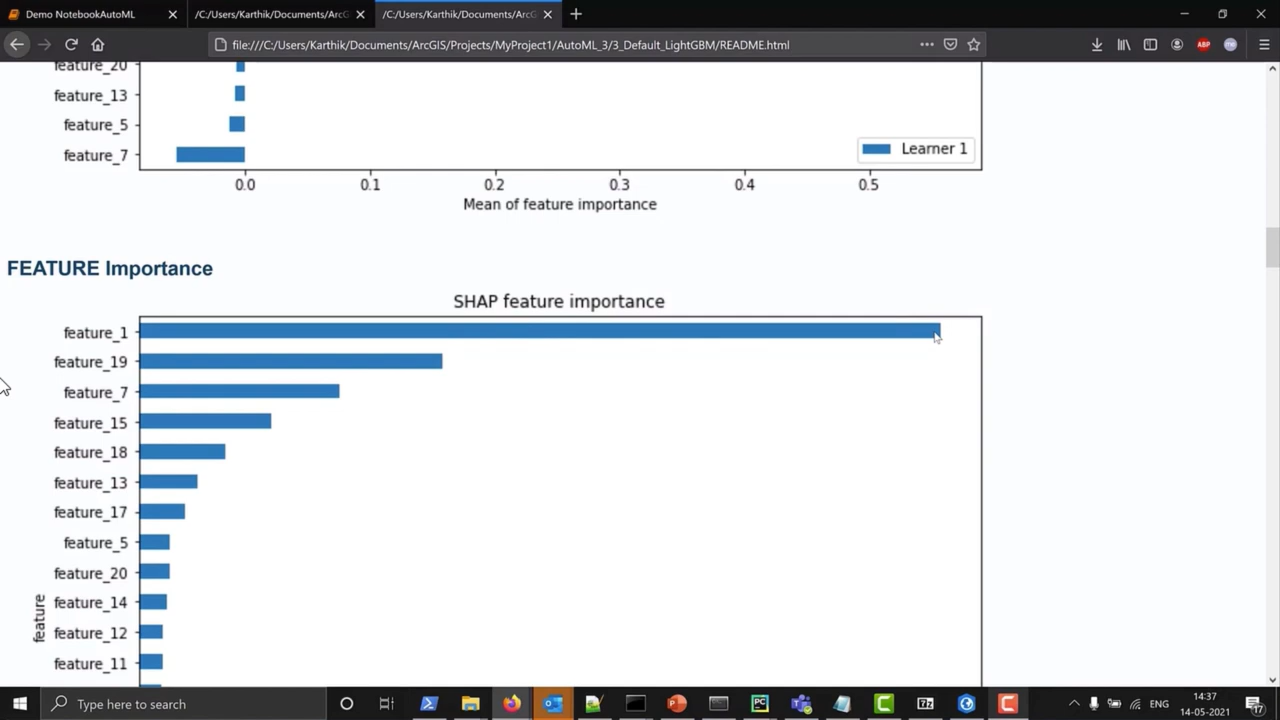 Demo NotebookAutoML
/C:/Users/Karthik/Documents/ArcG
/C:/Users/Karthik/Documents/ArcG
file:///C:/Users/Karthik/Documents/ArcGIS/Projects/MyProject1/AutoML_3/3_Default_LightGBM/README.html
ABP
feature_20
feature_13
feature_5
feature_7
Learner 1
0.0 0.1 0.2 0.3 0.4 0.5
Mean of feature importance
FEATURE Importance
SHAP feature importance
feature_1
feature_19
feature_7
feature_15
feature_18
feature_13
feature_17
feature_5
feature_20
feature_14
feature_12
feature_11
feature
Type here to search
ENG
14:37
14-05-2021